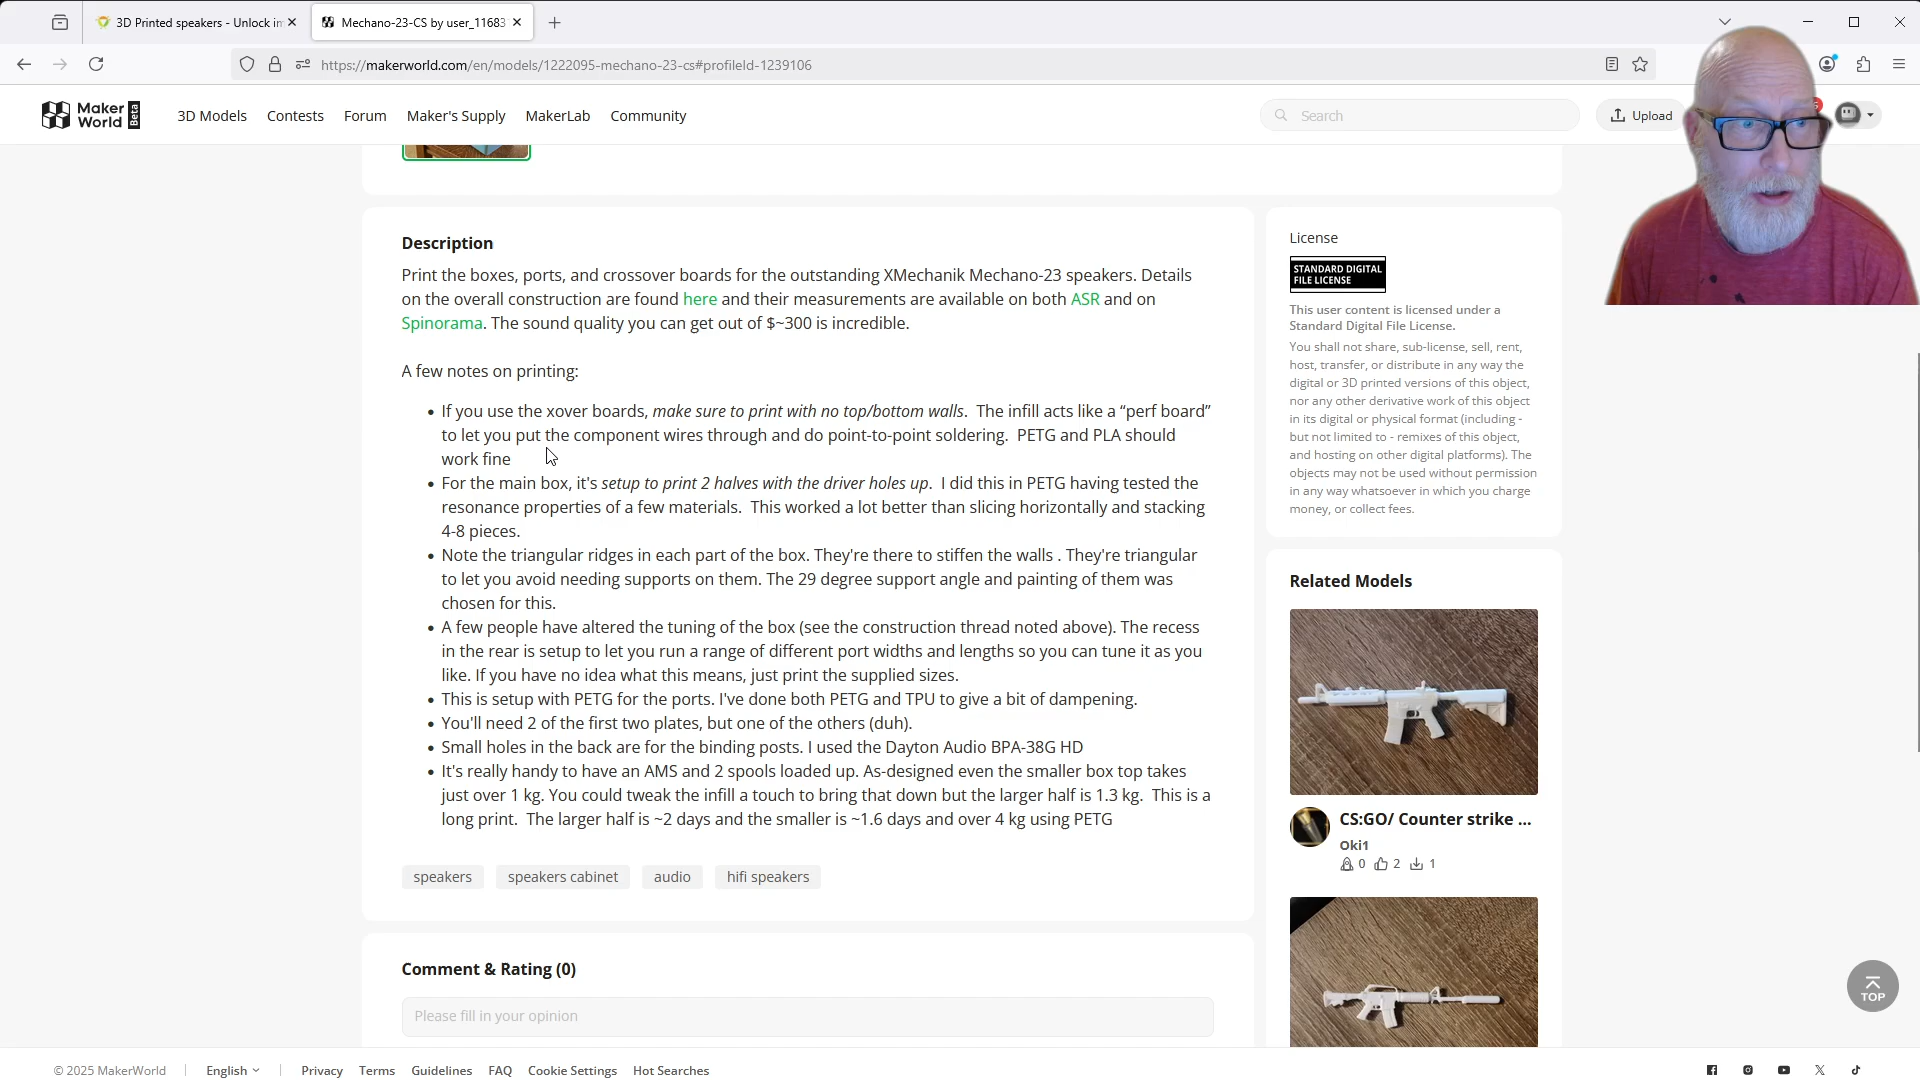 3D Printed speakers - Unlock in
Mechano-23-CS by user_11683
https://makerworld.com/en/models/1222095-mechano-23-cs#profileId-1239106
Maker World Beta
3D Models
Contests
Forum
Maker's Supply
MakerLab
Community
Search
Upload
Description
Print the boxes, ports, and crossover boards for the outstanding XMechanik Mechano-23 speakers. Details
on the overall construction are found here and their measurements are available on both ASR and on
Spinorama. The sound quality you can get out of $~300 is incredible.
A few notes on printing:
If you use the xover boards, make sure to print with no top/bottom walls. The infill acts like a “perf board”
to let you put the component wires through and do point-to-point soldering. PETG and PLA should
work fine
For the main box, it's setup to print 2 halves with the driver holes up. I did this in PETG having tested the
resonance properties of a few materials. This worked a lot better than slicing horizontally and stacking
4-8 pieces.
Note the triangular ridges in each part of the box. They're there to stiffen the walls . They're triangular
to let you avoid needing supports on them. The 29 degree support angle and painting of them was
chosen for this.
A few people have altered the tuning of the box (see the construction thread noted above). The recess
in the rear is setup to let you run a range of different port widths and lengths so you can tune it as you
like. If you have no idea what this means, just print the supplied sizes.
This is setup with PETG for the ports. I've done both PETG and TPU to give a bit of dampening.
You'll need 2 of the first two plates, but one of the others (duh).
Small holes in the back are for the binding posts. I used the Dayton Audio BPA-38G HD
It's really handy to have an AMS and 2 spools loaded up. As-designed even the smaller box top takes
just over 1 kg. You could tweak the infill a touch to bring that down but the larger half is 1.3 kg. This is a
long print. The larger half is ~2 days and the smaller is ~1.6 days and over 4 kg using PETG
speakers
speakers cabinet
audio
hifi speakers
Comment & Rating (0)
Please fill in your opinion
License
STANDARD DIGITAL
FILE LICENSE
This user content is licensed under a
Standard Digital File License.
You shall not share, sub-license, sell, rent,
host, transfer, or distribute in any way the
digital or 3D printed versions of this object,
nor any other derivative work of this object
in its digital or physical format (including -
but not limited to - remixes of this object,
and hosting on other digital platforms). The
objects may not be used without permission
in any way whatsoever in which you charge
money, or collect fees.
Related Models
CS:GO/ Counter strike ...
Oki1
0 2 1
TOP
© 2025 MakerWorld
English
Privacy
Terms
Guidelines
FAQ
Cookie Settings
Hot Searches